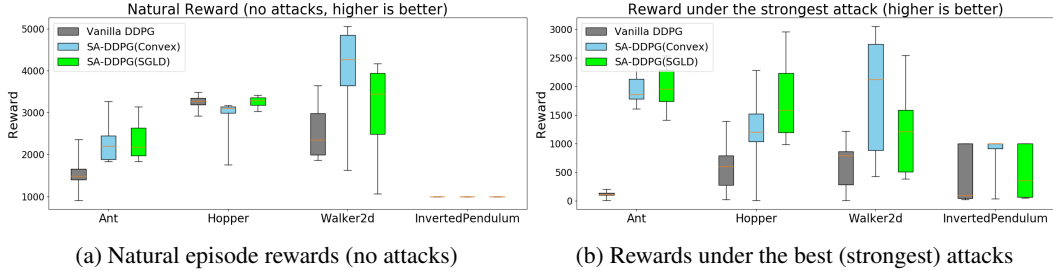 Natural Reward (no attacks, higher is better)
Reward
5000
4000
3000
2000
1000
Vanilla DDPG
SA-DDPG(Convex)
SA-DDPG(SGLD)
Ant
Hopper
Walker2d
InvertedPendulum
(a) Natural episode rewards (no attacks)
Reward under the strongest attack (higher is better)
Reward
3000
2500
2000
1500
1000
500
0
Vanilla DDPG
SA-DDPG(Convex)
SA-DDPG(SGLD)
Ant
Hopper
Walker2d
InvertedPendulum
(b) Rewards under the best (strongest) attacks